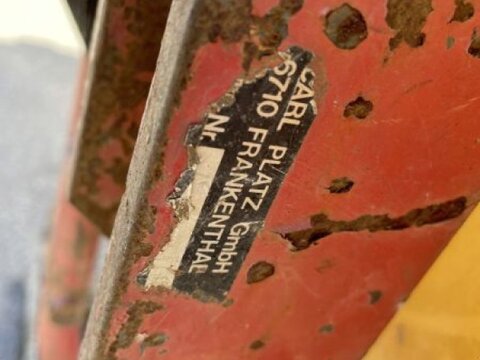 CARL PLATZ GmbH
6710 FRANKENTHAL
Nr.